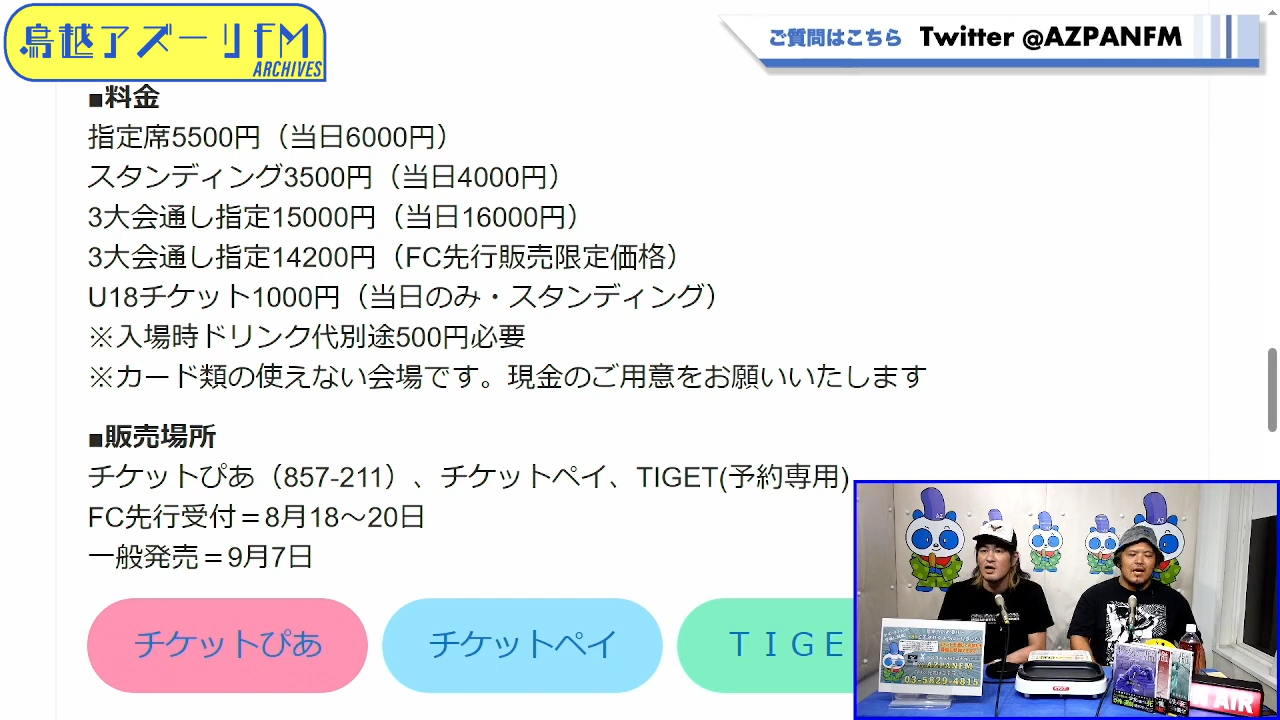 鳥越アズーリFM
ARCHIVES
ご質問はこちら Twitter @AZPANFM
■料金
指定席5500円（当日6000円）
スタンディング3500円（当日4000円）
3大会通し指定15000円（当日16000円）
3大会通し指定14200円（FC先行販売限定価格）
U18チケット1000円（当日のみ・スタンディング）
※入場時ドリンク代別途500円必要
※カード類の使えない会場です。現金のご用意をお願いいたします
■販売場所
チケットぴあ（857-211）、チケットペイ、TIGET(予約専用)
FC先行受付＝8月18～20日
一般発売＝9月7日
チケットぴあ
チケットペイ
ＴＩＧＥ
AZPANFM
03-5829-4815
AIR